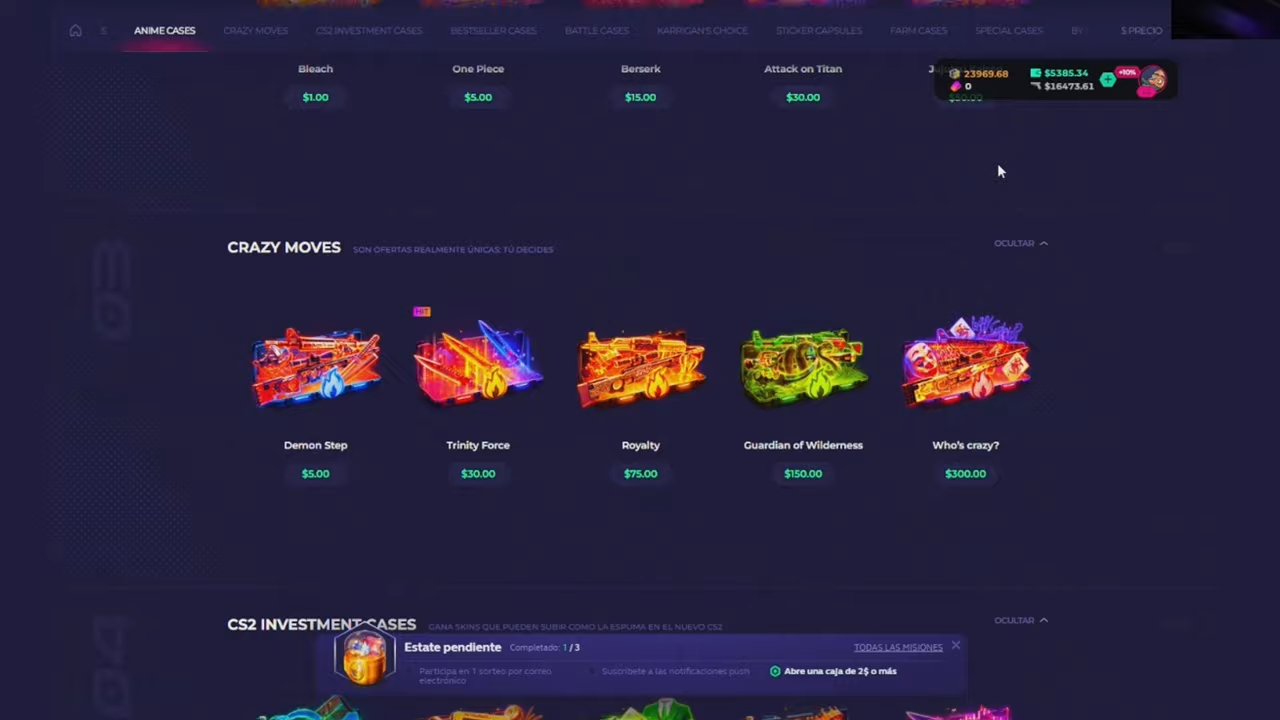 S
ANIME CASES
CRAZY MOVES
CS2 INVESTMENT CASES
BESTSELLER CASES
BATTLE CASES
KARRIGAN'S CHOICE
STICKER CAPSULES
FARM CASES
SPECIAL CASES
BY
$ PRECIO
Bleach
One Piece
Berserk
Attack on Titan
$1.00
$5.00
$15.00
$30.00
23969.68
0
$5385.34
$16473.61
+10%
03
CRAZY MOVES
SON OFERTAS REALMENTE ÚNICAS: TÚ DECIDES
OCULTAR
HIT
Demon Step
Trinity Force
Royalty
Guardian of Wilderness
Who's crazy?
$5.00
$30.00
$75.00
$150.00
$300.00
04
CS2 INVESTMENT CASES
GANA SKINS QUE PUEDEN SUBIR COMO LA ESPUMA EN EL NUEVO CS2
OCULTAR
Estate pendiente
Completado: 1 / 3
TODAS LAS MISIONES
Participa en 1 sorteo por correo
electrónico
Suscríbete a las notificaciones push
Abre una caja de 2$ o más